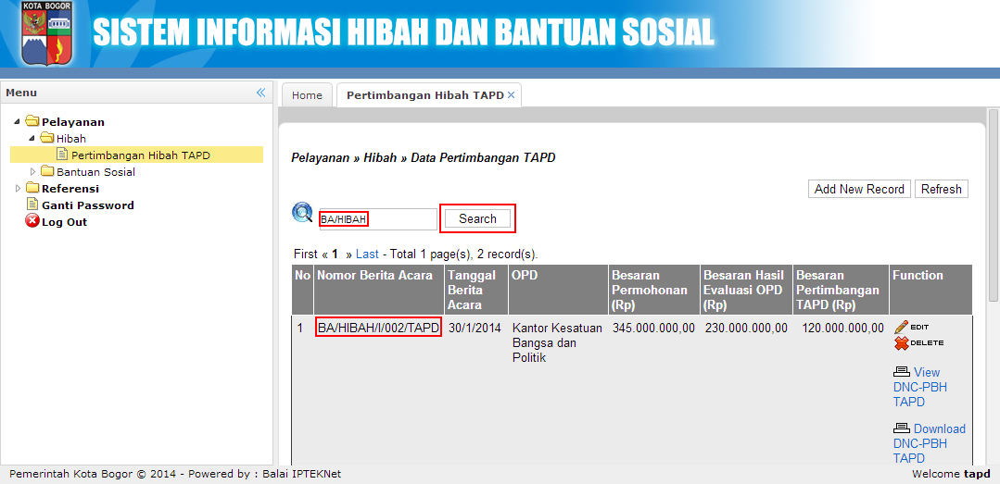 KOTA BOGOR
SISTEM INFORMASI HIBAH DAN BANTUAN SOSIAL
Menu
Pelayanan
Hibah
Pertimbangan Hibah TAPD
Bantuan Sosial
Referensi
Ganti Password
Log Out
Home
Pertimbangan Hibah TAPD
Pelayanan » Hibah » Data Pertimbangan TAPD
Add New Record Refresh
BA/HIBAH Search
First « 1 » Last - Total 1 page(s), 2 record(s).
No Nomor Berita Acara Tanggal OPD Besaran Besaran Hasil Besaran Function
Berita Permohonan Evaluasi OPD Pertimbangan
Acara (Rp) (Rp) TAPD (Rp)
1 BA/HIBAH/I/002/TAPD 30/1/2014 Kantor Kesatuan 345.000.000,00 230.000.000,00 120.000.000,00 EDIT
Bangsa dan DELETE
Politik
View
DNC-PBH
TAPD
Download
DNC-PBH
TAPD
Pemerintah Kota Bogor © 2014 - Powered by : Balai IPTEKNet Welcome tapd